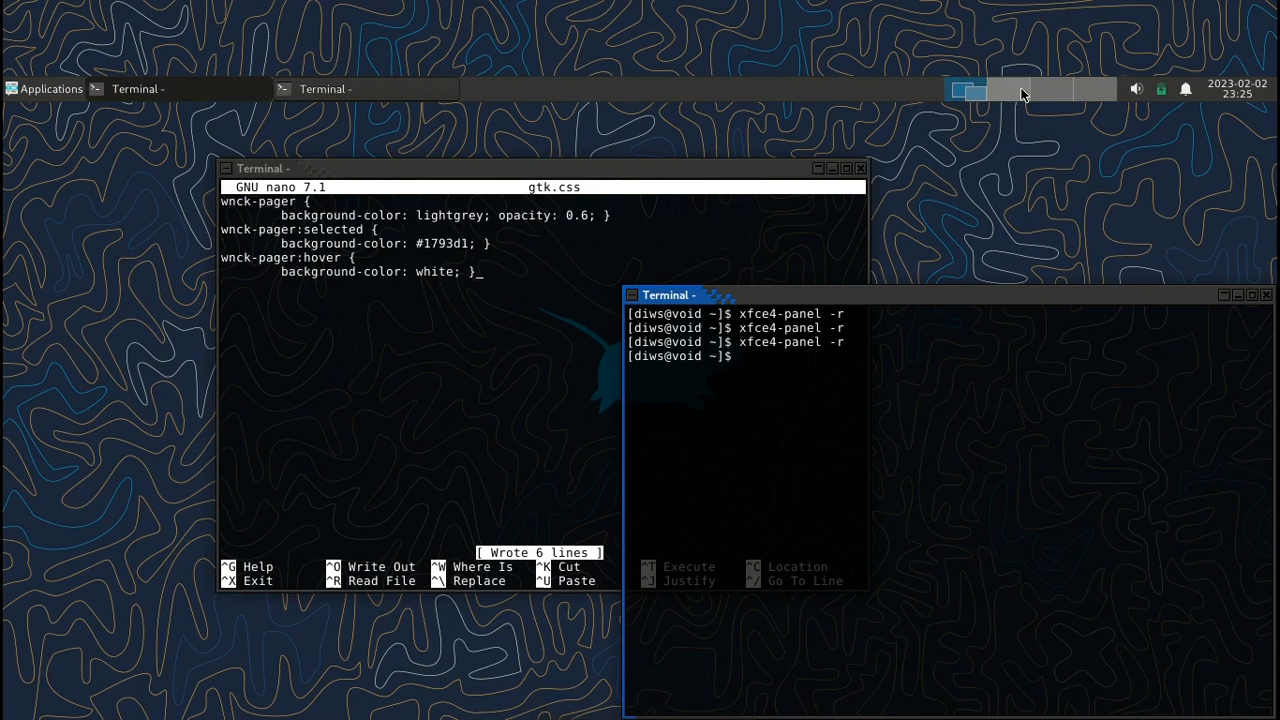 Applications
Terminal -
Terminal -
2023-02-02
23:25
Terminal -
GNU nano 7.1 gtk.css
wnck-pager {
background-color: lightgrey; opacity: 0.6; }
wnck-pager:selected {
background-color: #1793d1; }
wnck-pager:hover {
background-color: white; }_
[ Wrote 6 lines ]
^G Help ^O Write Out ^W Where Is ^K Cut ^T Execute ^C Location
^X Exit ^R Read File ^\ Replace ^U Paste ^J Justify ^/ Go To Line
Terminal -
[diws@void ~]$ xfce4-panel -r
[diws@void ~]$ xfce4-panel -r
[diws@void ~]$ xfce4-panel -r
[diws@void ~]$